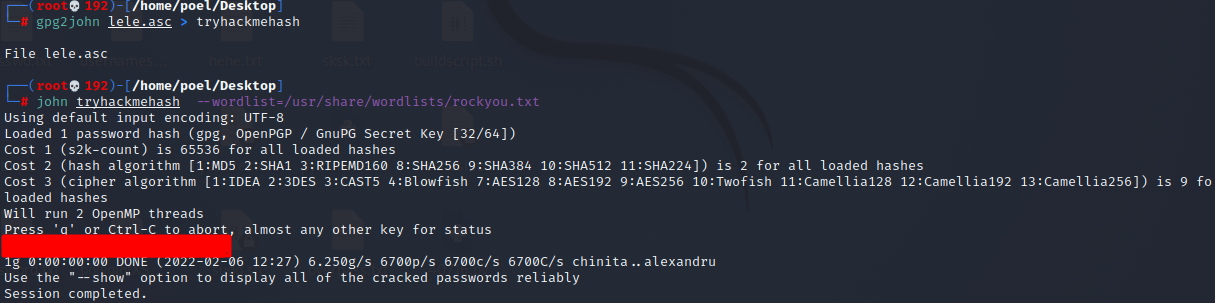 ┌──(root💀192)-[/home/poel/Desktop]
└─# gpg2john lele.asc > tryhackmehash
File lele.asc
┌──(root💀192)-[/home/poel/Desktop]
└─# john tryhackmehash --wordlist=/usr/share/wordlists/rockyou.txt
Using default input encoding: UTF-8
Loaded 1 password hash (gpg, OpenPGP / GnuPG Secret Key [32/64])
Cost 1 (s2k-count) is 65536 for all loaded hashes
Cost 2 (hash algorithm [1:MD5 2:SHA1 3:RIPEMD160 8:SHA256 9:SHA384 10:SHA512 11:SHA224]) is 2 for all loaded hashes
Cost 3 (cipher algorithm [1:IDEA 2:3DES 3:CAST5 4:Blowfish 7:AES128 8:AES192 9:AES256 10:Twofish 11:Camellia128 12:Camellia192 13:Camellia256]) is 9 fo
loaded hashes
Will run 2 OpenMP threads
Press 'q' or Ctrl-C to abort, almost any other key for status
1g 0:00:00:00 DONE (2022-02-06 12:27) 6.250g/s 6700p/s 6700c/s 6700C/s chinita..alexandru
Use the "--show" option to display all of the cracked passwords reliably
Session completed.